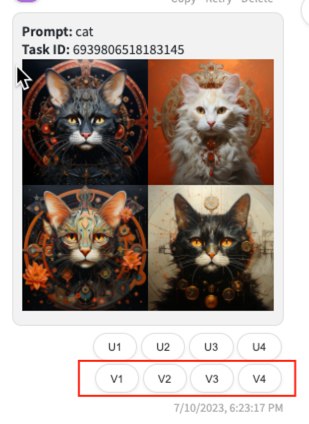 Copy Retry Delete
Prompt: cat
Task ID: 6939806518183145
U1 U2 U3 U4
V1 V2 V3 V4
7/10/2023, 6:23:17 PM